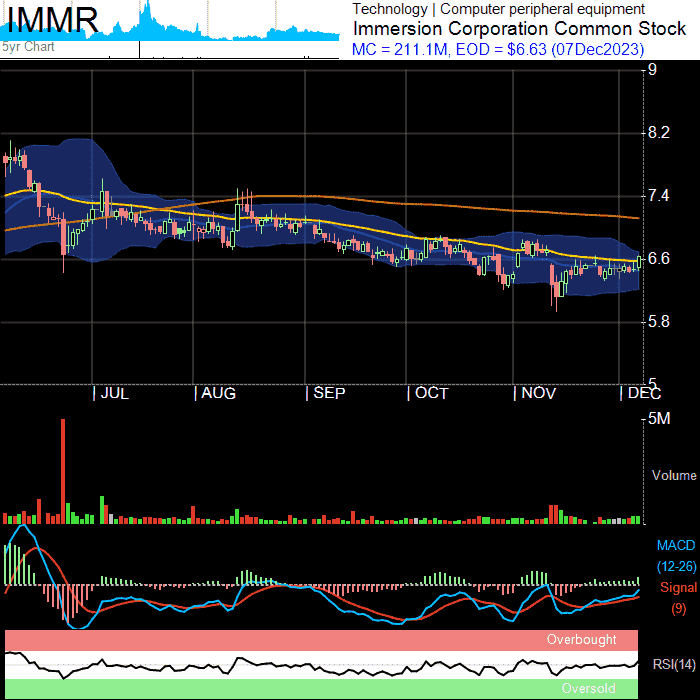 IMMR
5yr Chart
Technology | Computer peripheral equipment
Immersion Corporation Common Stock
MC = 211.1M, EOD = $6.63 (07Dec2023)
9
8.2
7.4
6.6
5.8
5
JUL
AUG
SEP
OCT
NOV
DEC
5M
Volume
MACD
(12-26)
Signal
(9)
Overbought
RSI(14)
Oversold